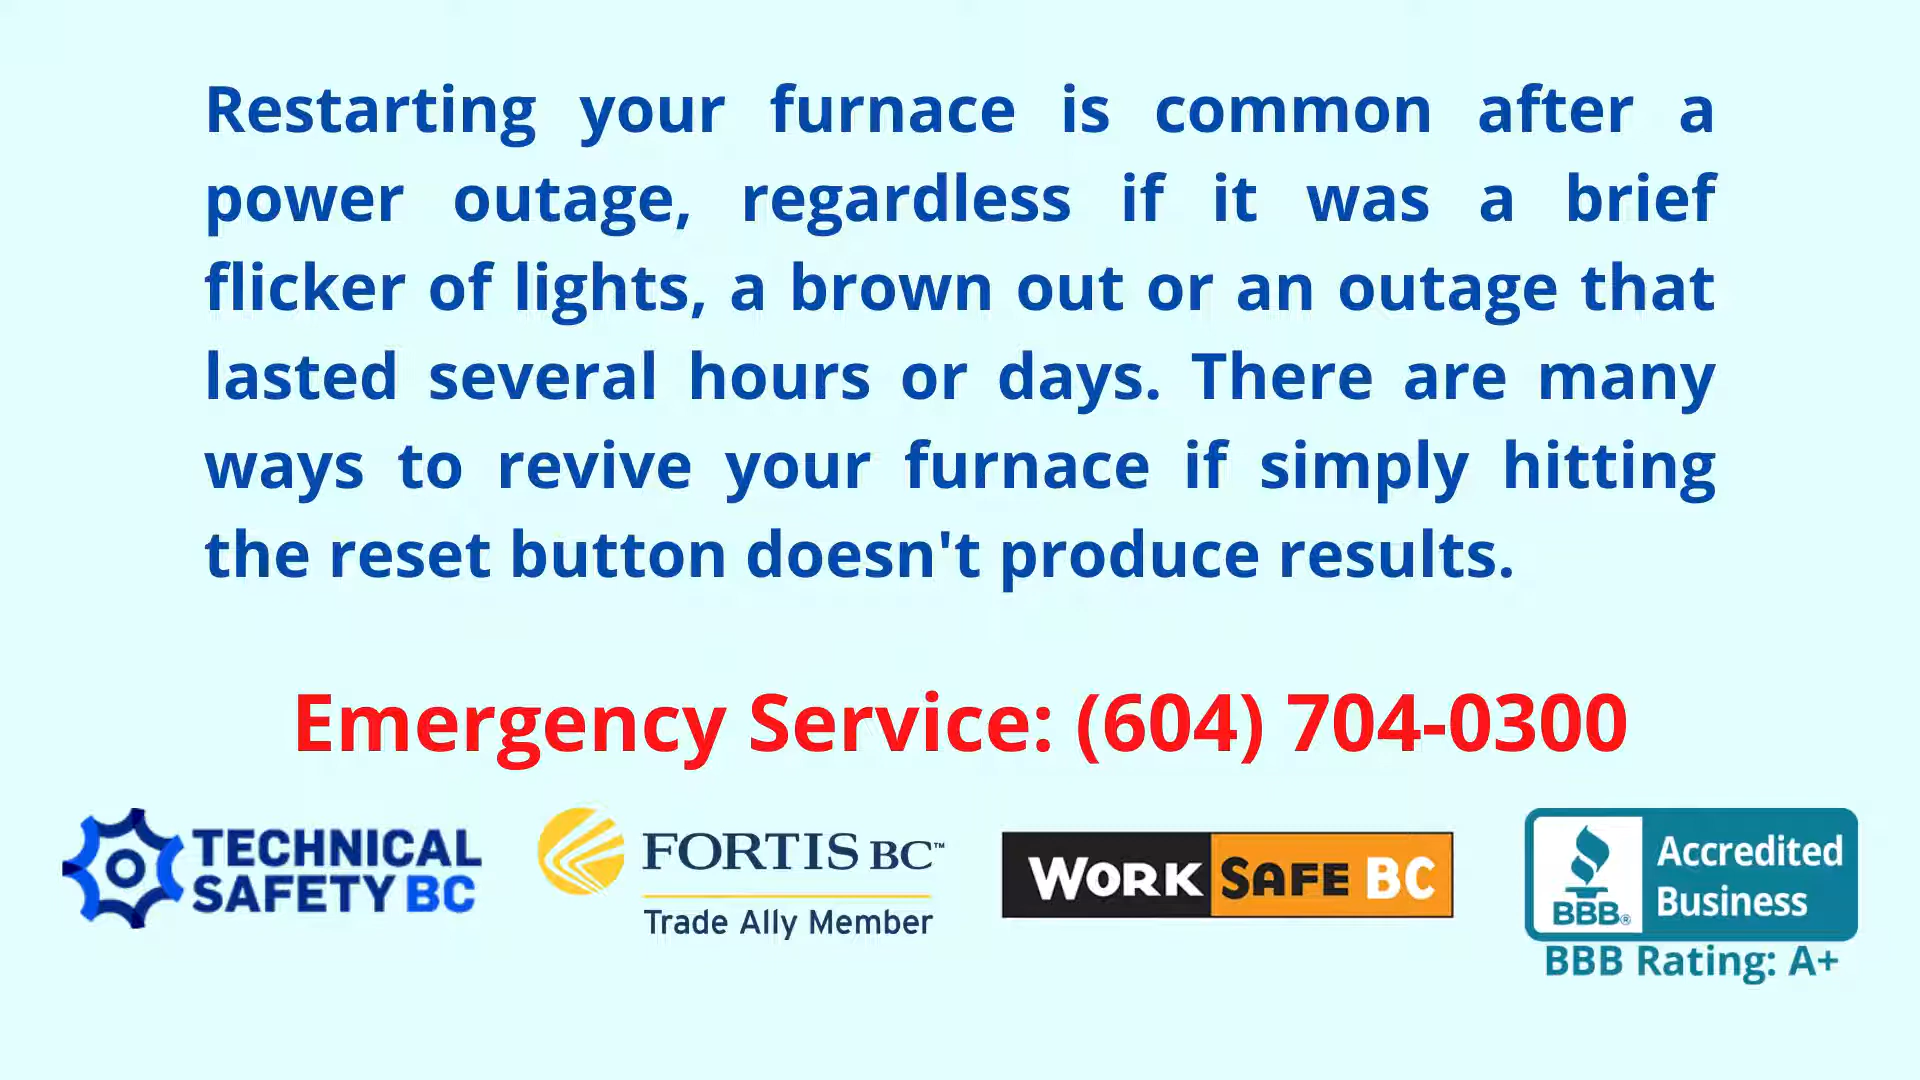 Restarting your furnace is common after a
power outage, regardless if it was a brief
flicker of lights, a brown out or an outage that
lasted several hours or days. There are many
ways to revive your furnace if simply hitting
the reset button doesn't produce results.
Emergency Service: (604) 704-0300
TECHNICAL
SAFETY BC
FORTIS BC™
Trade Ally Member
WORK SAFE BC
BBB®
Accredited
Business
BBB Rating: A+